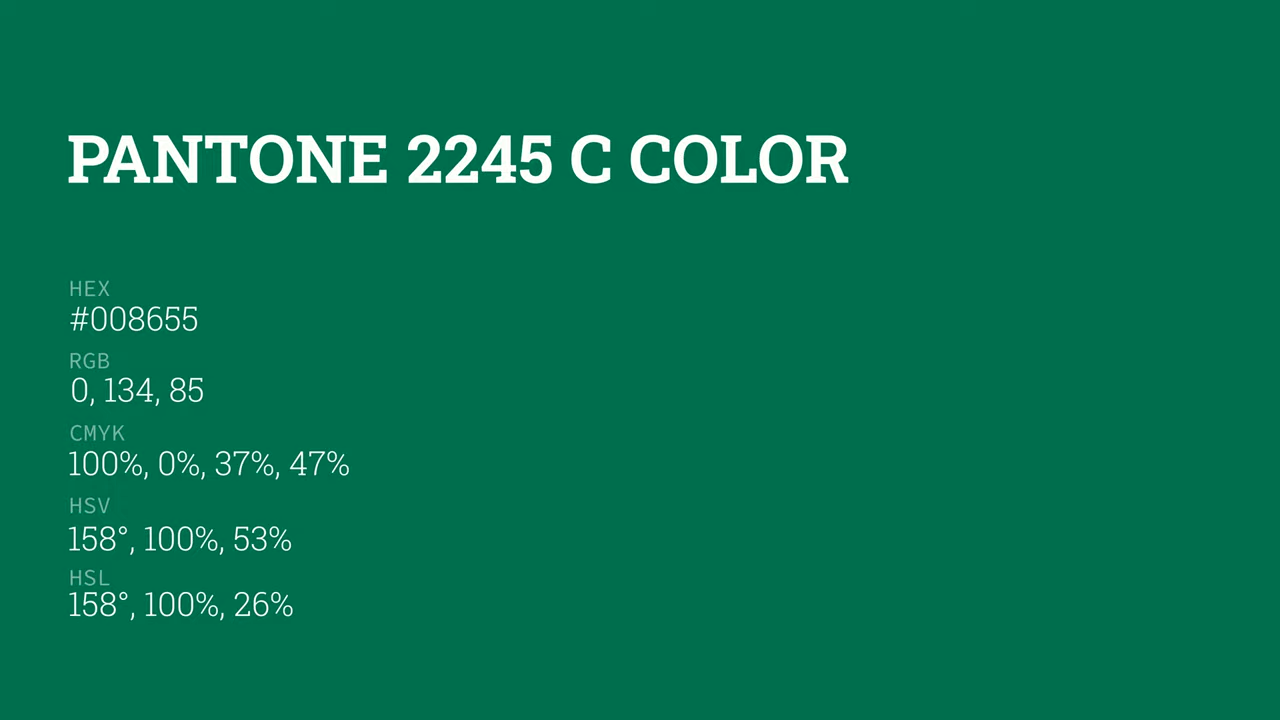 PANTONE 2245 C COLOR
HEX
#008655
RGB
0, 134, 85
CMYK
100%, 0%, 37%, 47%
HSV
158°, 100%, 53%
HSL
158°, 100%, 26%